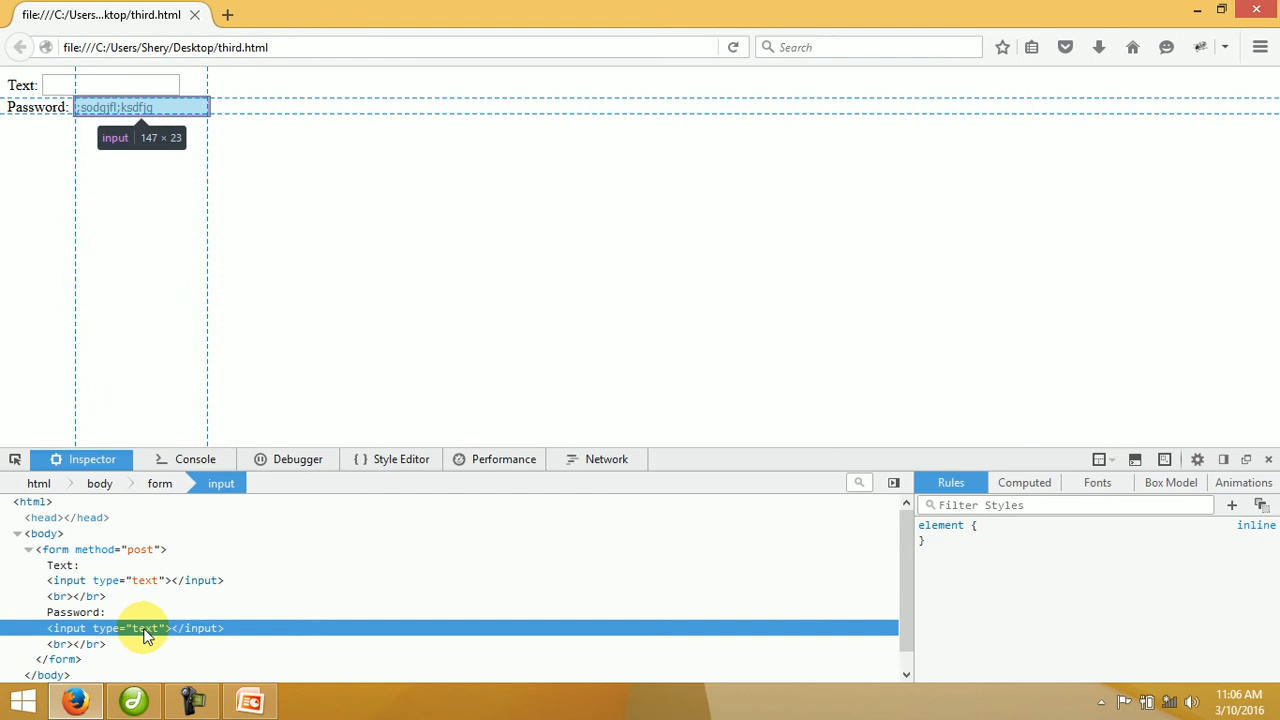 file:///C:/Users...ktop/third.html
file:///C:/Users/Shery/Desktop/third.html
Search
Text:
Password: ;sodgjfl;ksdfjg
input 147 × 23
Inspector Console Debugger Style Editor Performance Network
html body form input
Rules Computed Fonts Box Model Animations
<html>
Filter Styles
<head></head>
element { inline
<body>
}
<form method="post">
Text:
<input type="text"></input>
<br></br>
Password:
<input type="text"></input>
<br></br>
</form>
</body>
11:06 AM
3/10/2016